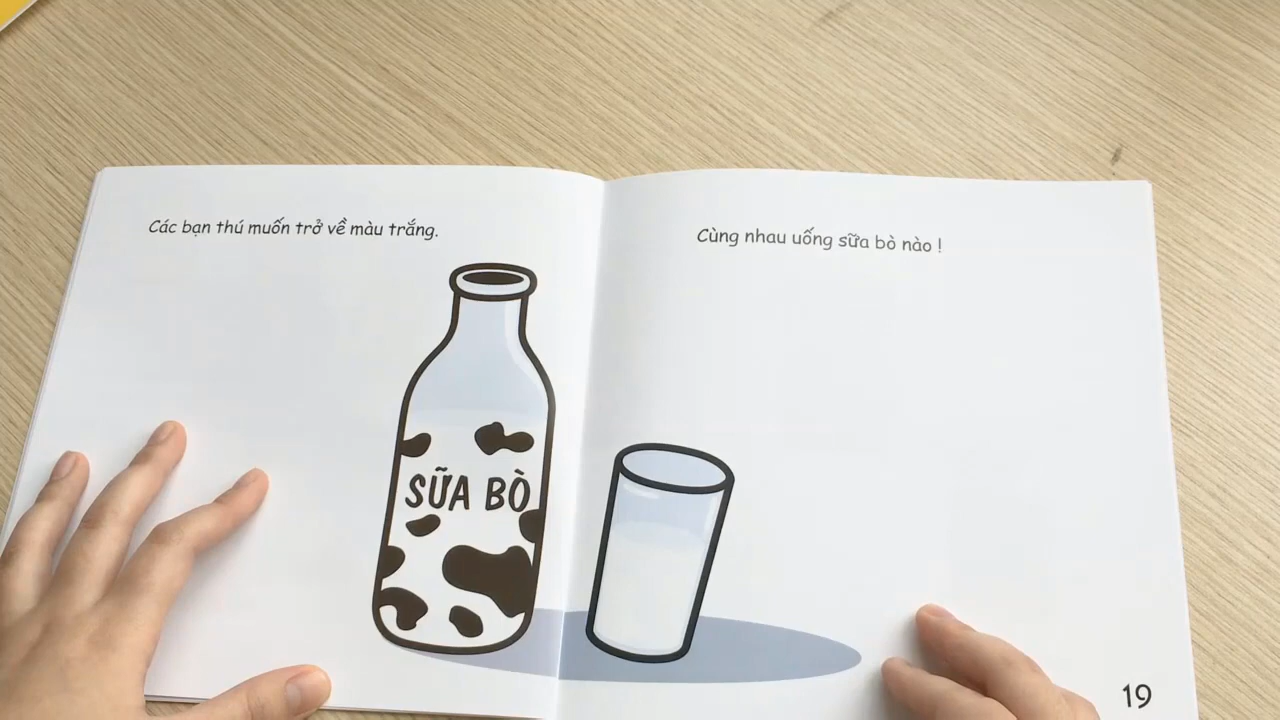 Các bạn thú muốn trở về màu trắng.
SỮA BÒ
Cùng nhau uống sữa bò nào !
19